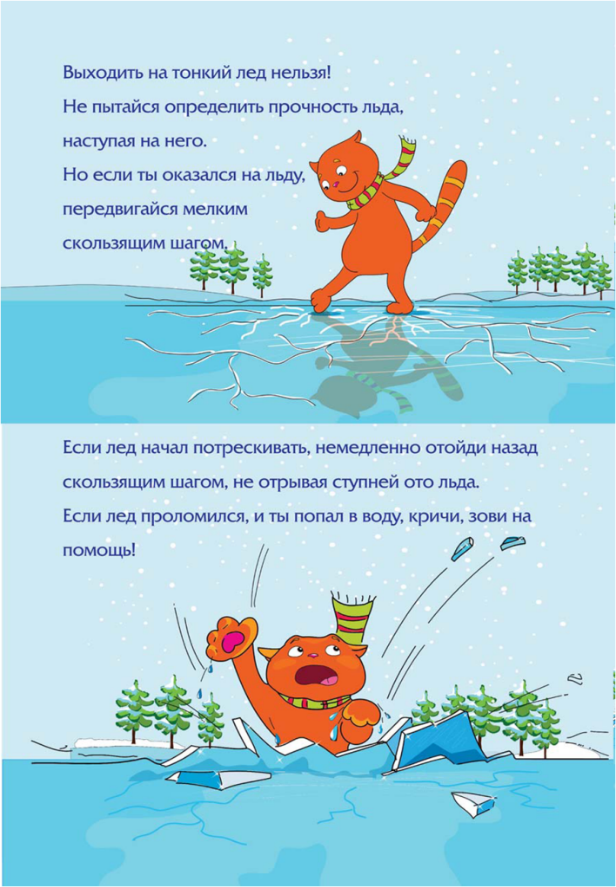 Выходить на тонкий лед нельзя!
Не пытайся определить прочность льда,
наступая на него.
Но если ты оказался на льду,
передвигайся мелким
скользящим шагом.
Если лед начал потрескивать, немедленно отойди назад
скользящим шагом, не отрывая ступней ото льда.
Если лед проломился, и ты попал в воду, кричи, зови на
помощь!